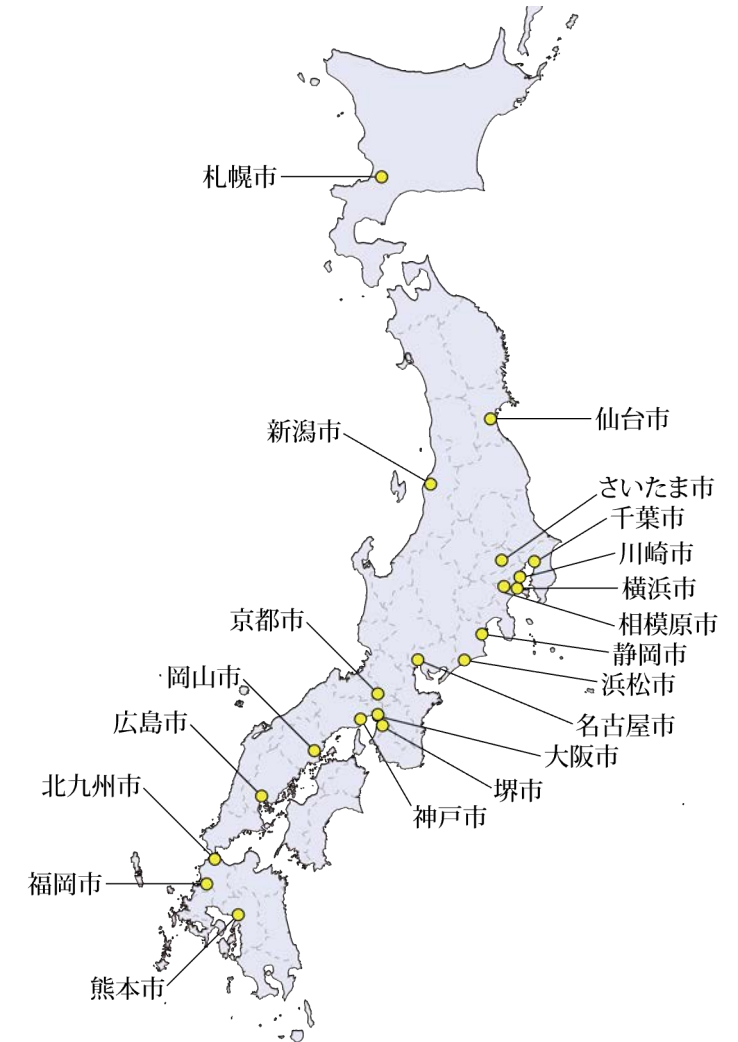 札幌市
仙台市
新潟市
さいたま市
千葉市
川崎市
横浜市
相模原市
静岡市
浜松市
名古屋市
大阪市
堺市
神戸市
京都市
岡山市
広島市
北九州市
福岡市
熊本市